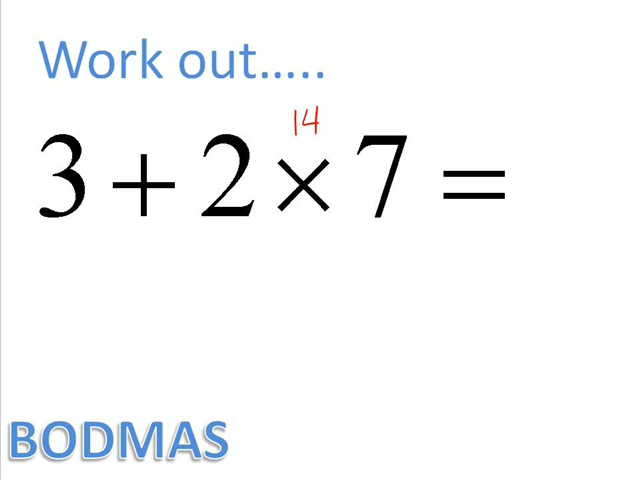 Work out.....
14
3 + 2 × 7 =
BODMAS